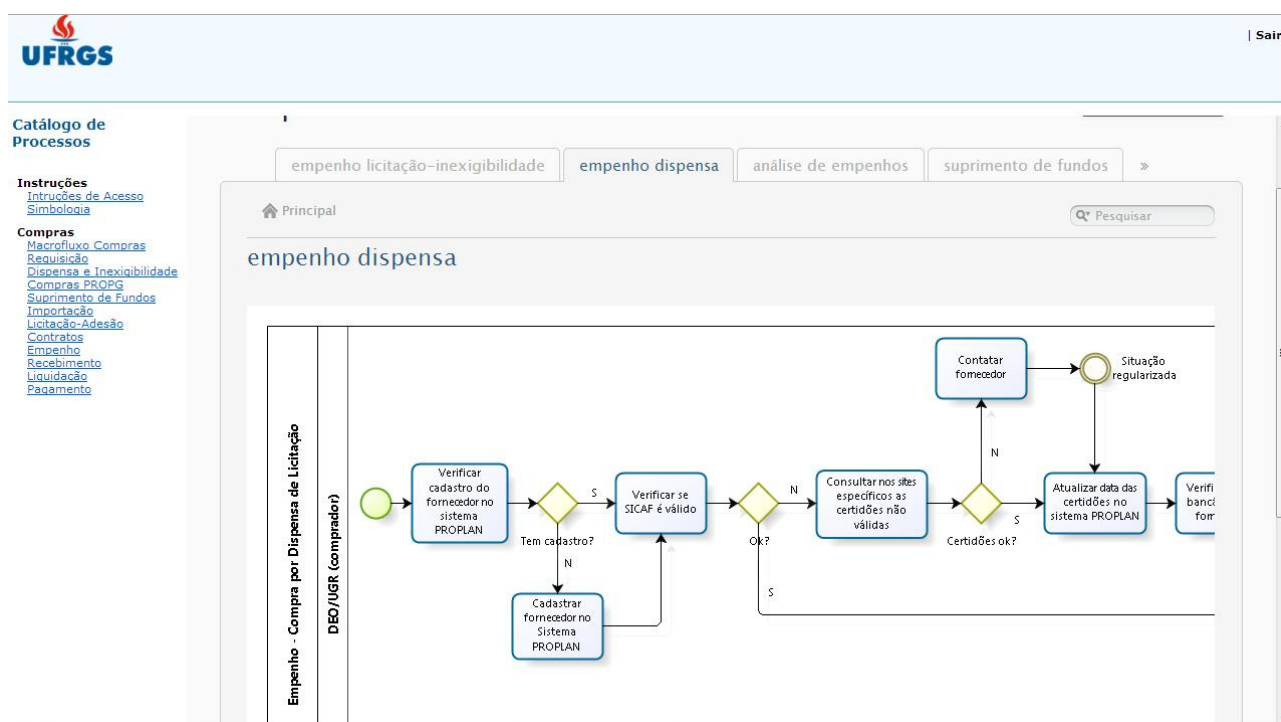 UFRGS
| Sair
Catálogo de
Processos
Instruções
Intruções de Acesso
Simbologia
Compras
Macrofluxo Compras
Requisição
Dispensa e Inexigibilidade
Compras PROPG
Suprimento de Fundos
Importação
Licitação-Adesão
Contratos
Empenho
Recebimento
Liquidação
Pagamento
empenho licitação-inexigibilidade
empenho dispensa
análise de empenhos
suprimento de fundos
»
Principal
Pesquisar
empenho dispensa
Empenho - Compra por Dispensa de Licitação
DEO/UGR (comprador)
Verificar
cadastro do
fornecedor no
sistema
PROPLAN
Tem cadastro?
S
N
Cadastrar
fornecedor no
Sistema
PROPLAN
Verificar se
SICAF é válido
Ok?
N
S
Consultar nos sites
específicos as
certidões não
válidas
Certidões ok?
N
S
Contatar
fornecedor
Situação
regularizada
Atualizar data das
certidões no
sistema PROPLAN
Verifi
bancá
forn